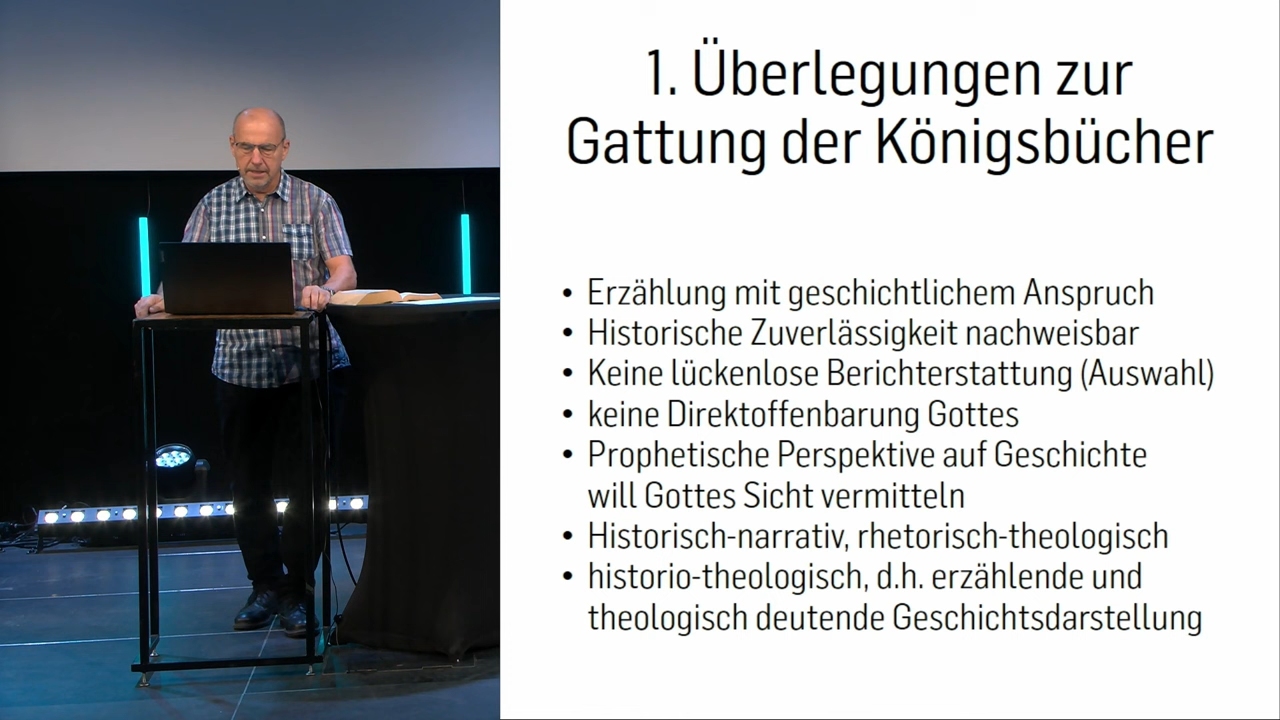 1. Überlegungen zur
Gattung der Königsbücher
• Erzählung mit geschichtlichem Anspruch
• Historische Zuverlässigkeit nachweisbar
• Keine lückenlose Berichterstattung (Auswahl)
• keine Direktoffenbarung Gottes
• Prophetische Perspektive auf Geschichte
will Gottes Sicht vermitteln
• Historisch-narrativ, rhetorisch-theologisch
• historio-theologisch, d.h. erzählende und
theologisch deutende Geschichtsdarstellung